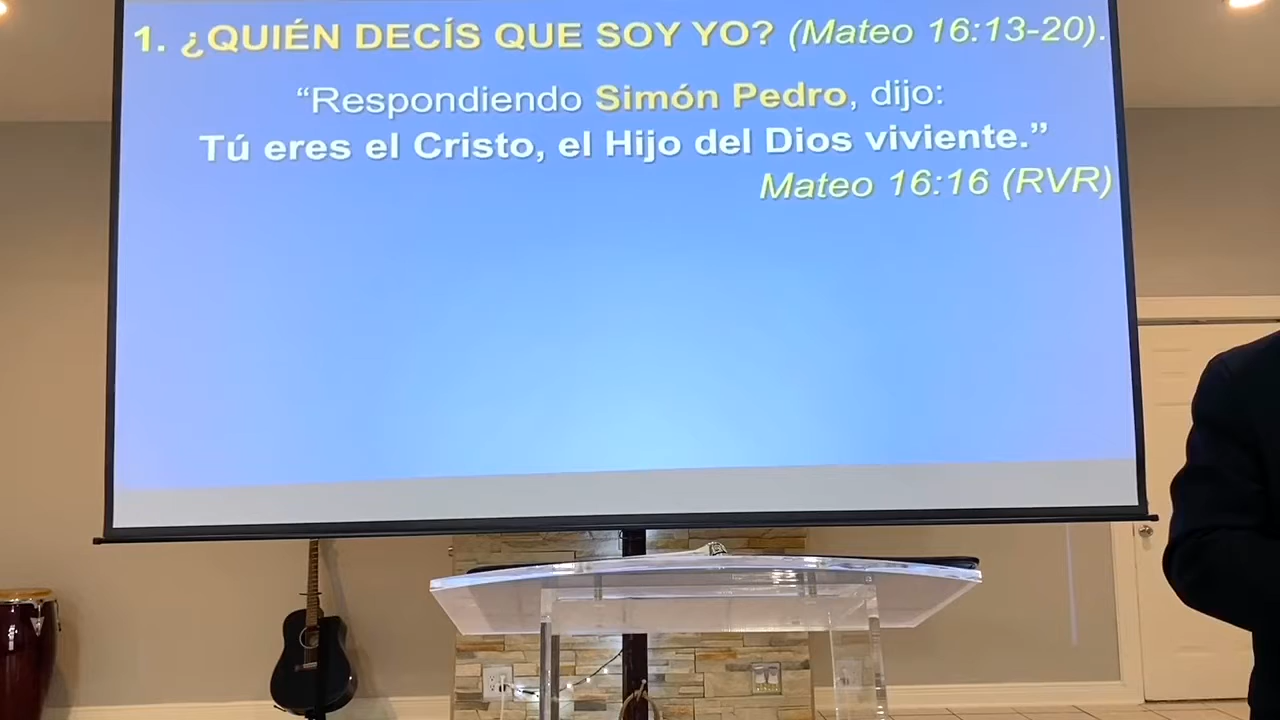 1. ¿QUIÉN DECÍS QUE SOY YO? (Mateo 16:13-20).
“Respondiendo Simón Pedro, dijo:
Tú eres el Cristo, el Hijo del Dios viviente.”
Mateo 16:16 (RVR)